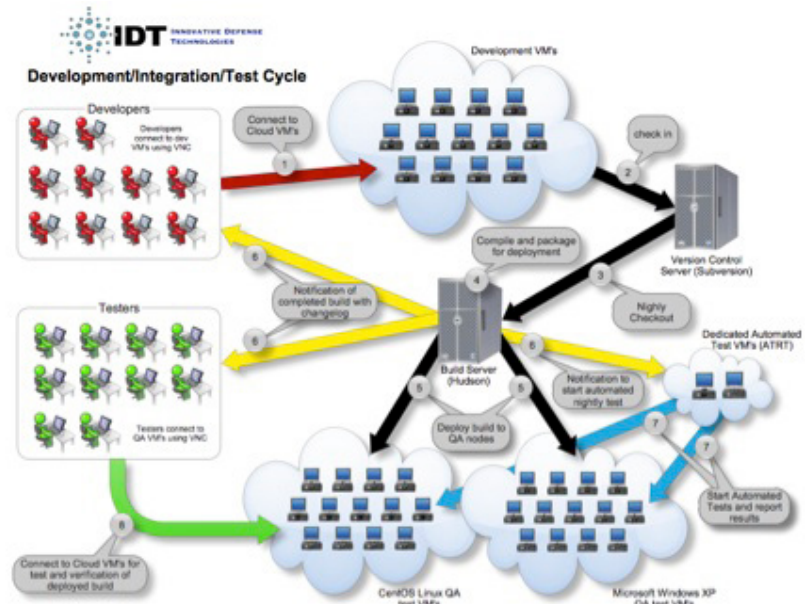 IDT INNOVATIVE DEFENSE
TECHNOLOGIES
Development/Integration/Test Cycle
Developers
Developers
connect to dev
VM's using VNC
Connect to
Cloud VM's
1
Development VM's
check in
2
Version Control
Server (Subversion)
Compile and package
for deployment
4
3
Nighly
Checkout
6
Notification of
completed build with
changelog
6
Testers
Testers connect to
QA VM's using VNC
Build Server
(Hudson)
6
Notification to
start automated
nightly test
Dedicated Automated
Test VM's (ATRT)
5
5
Deploy build to
QA nodes
7
7
Start Automated
Tests and report
results
8
Connect to Cloud VM's for
test and verification of
deployed build
CentOS Linux QA
test VM's
Microsoft Windows XP
QA test VM's